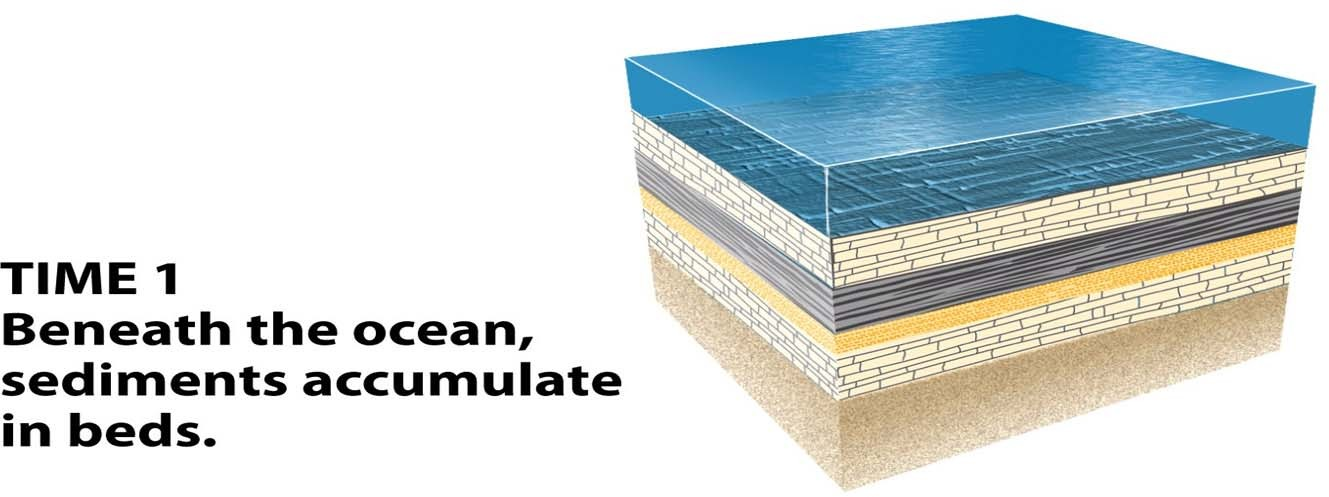 TIME 1
Beneath the ocean,
sediments accumulate
in beds.